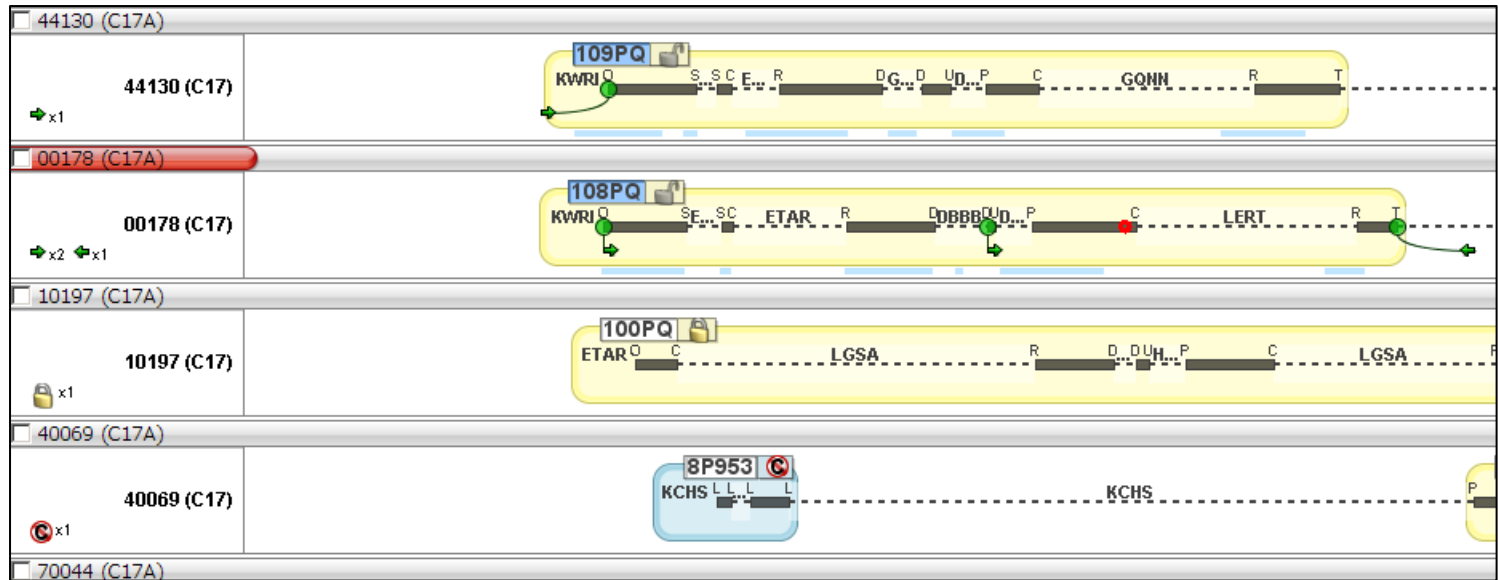 44130 (C17A)
109PQ
44130 (C17)
KWRI O S...S C E... R D G... D U D... P C GQNN R T
x1
00178 (C17A)
108PQ
00178 (C17)
KWRI O S E... S C ETAR R D DBBB D U D... P C LERT R T
x2 x1
10197 (C17A)
100PQ
10197 (C17)
ETAR O C LGSA R D...D U H... P C LGSA
x1
40069 (C17A)
8P953 C
40069 (C17)
KCHS L L...L L KCHS P
C x1
70044 (C17A)